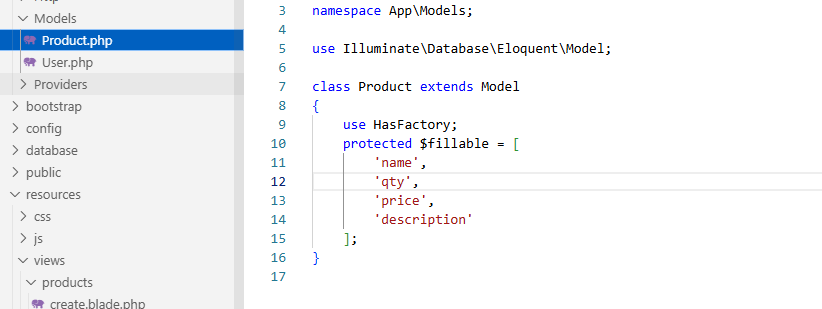 Http
Models
Product.php
User.php
Providers
bootstrap
config
database
public
resources
css
js
views
products
create.blade.php
3 namespace App\Models;
4
5 use Illuminate\Database\Eloquent\Model;
6
7 class Product extends Model
8 {
9 use HasFactory;
10 protected $fillable = [
11 'name',
12 'qty',
13 'price',
14 'description'
15 ];
16 }
17